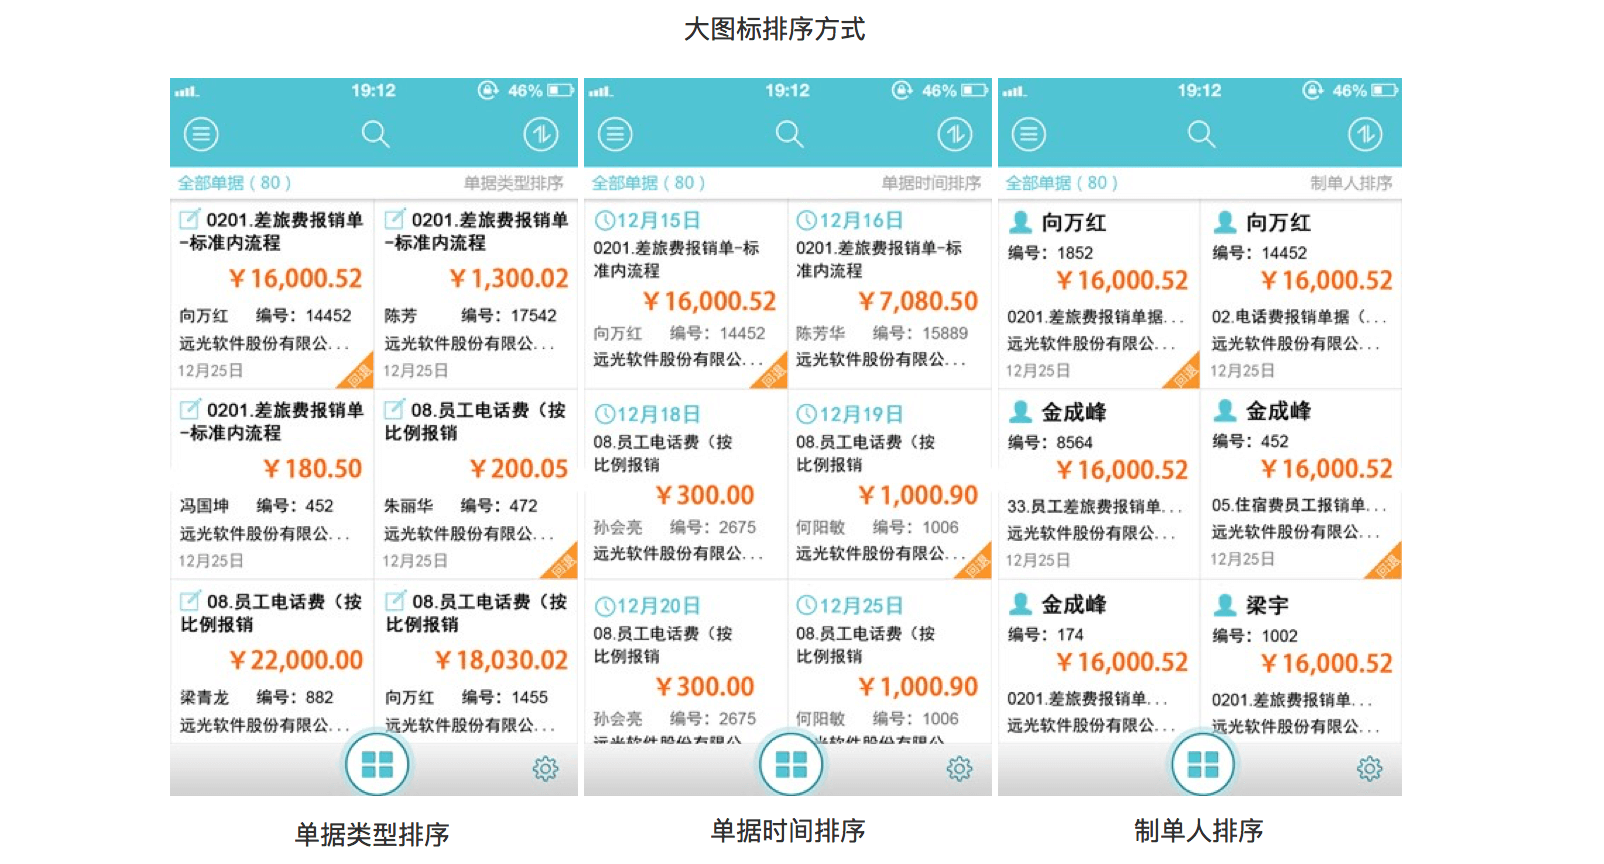 大图标排序方式
19:12 46%
全部单据（80） 单据类型排序
0201.差旅费报销单
-标准内流程
￥16,000.52
向万红 编号：14452
远光软件股份有限公...
12月25日
回退
0201.差旅费报销单
-标准内流程
￥1,300.02
陈芳 编号：17542
远光软件股份有限公...
12月25日
0201.差旅费报销单
-标准内流程
￥180.50
冯国坤 编号：452
远光软件股份有限公...
12月25日
08.员工电话费（按
比例报销
￥200.05
朱丽华 编号：472
远光软件股份有限公...
12月25日
回退
08.员工电话费（按
比例报销
￥22,000.00
梁青龙 编号：882
远光软件股份有限公...
08.员工电话费（按
比例报销
￥18,030.02
向万红 编号：1455
远光软件股份有限公...
单据类型排序
19:12 46%
全部单据（80） 单据时间排序
12月15日
0201.差旅费报销单-标
准内流程
￥16,000.52
向万红 编号：14452
远光软件股份有限公...
回退
12月16日
0201.差旅费报销单-标
准内流程
￥7,080.50
陈芳华 编号：15889
远光软件股份有限公...
12月18日
08.员工电话费（按
比例报销
￥300.00
孙会亮 编号：2675
远光软件股份有限公...
12月19日
08.员工电话费（按
比例报销
￥1,000.90
何阳敏 编号：1006
远光软件股份有限公...
回退
12月20日
08.员工电话费（按
比例报销
￥300.00
孙会亮 编号：2675
远光软件股份有限公
12月25日
08.员工电话费（按
比例报销
￥1,000.90
何阳敏 编号：1006
远光软件股份有限公
单据时间排序
19:12 46%
全部单据（80） 制单人排序
向万红
编号：1852
￥16,000.52
0201.差旅费报销单据...
远光软件股份有限公...
12月25日
回退
向万红
编号：14452
￥16,000.52
02.电话费报销单据（...
远光软件股份有限公...
12月25日
金成峰
编号：8564
￥16,000.52
33.员工差旅费报销单...
远光软件股份有限公...
12月25日
金成峰
编号：452
￥16,000.52
05.住宿费员工报销单...
远光软件股份有限公...
12月25日
回退
金成峰
编号：174
￥16,000.52
0201.差旅费报销单...
远光软件股份有限公...
梁宇
编号：1002
￥16,000.52
0201.差旅费报销单...
远光软件股份有限公...
制单人排序